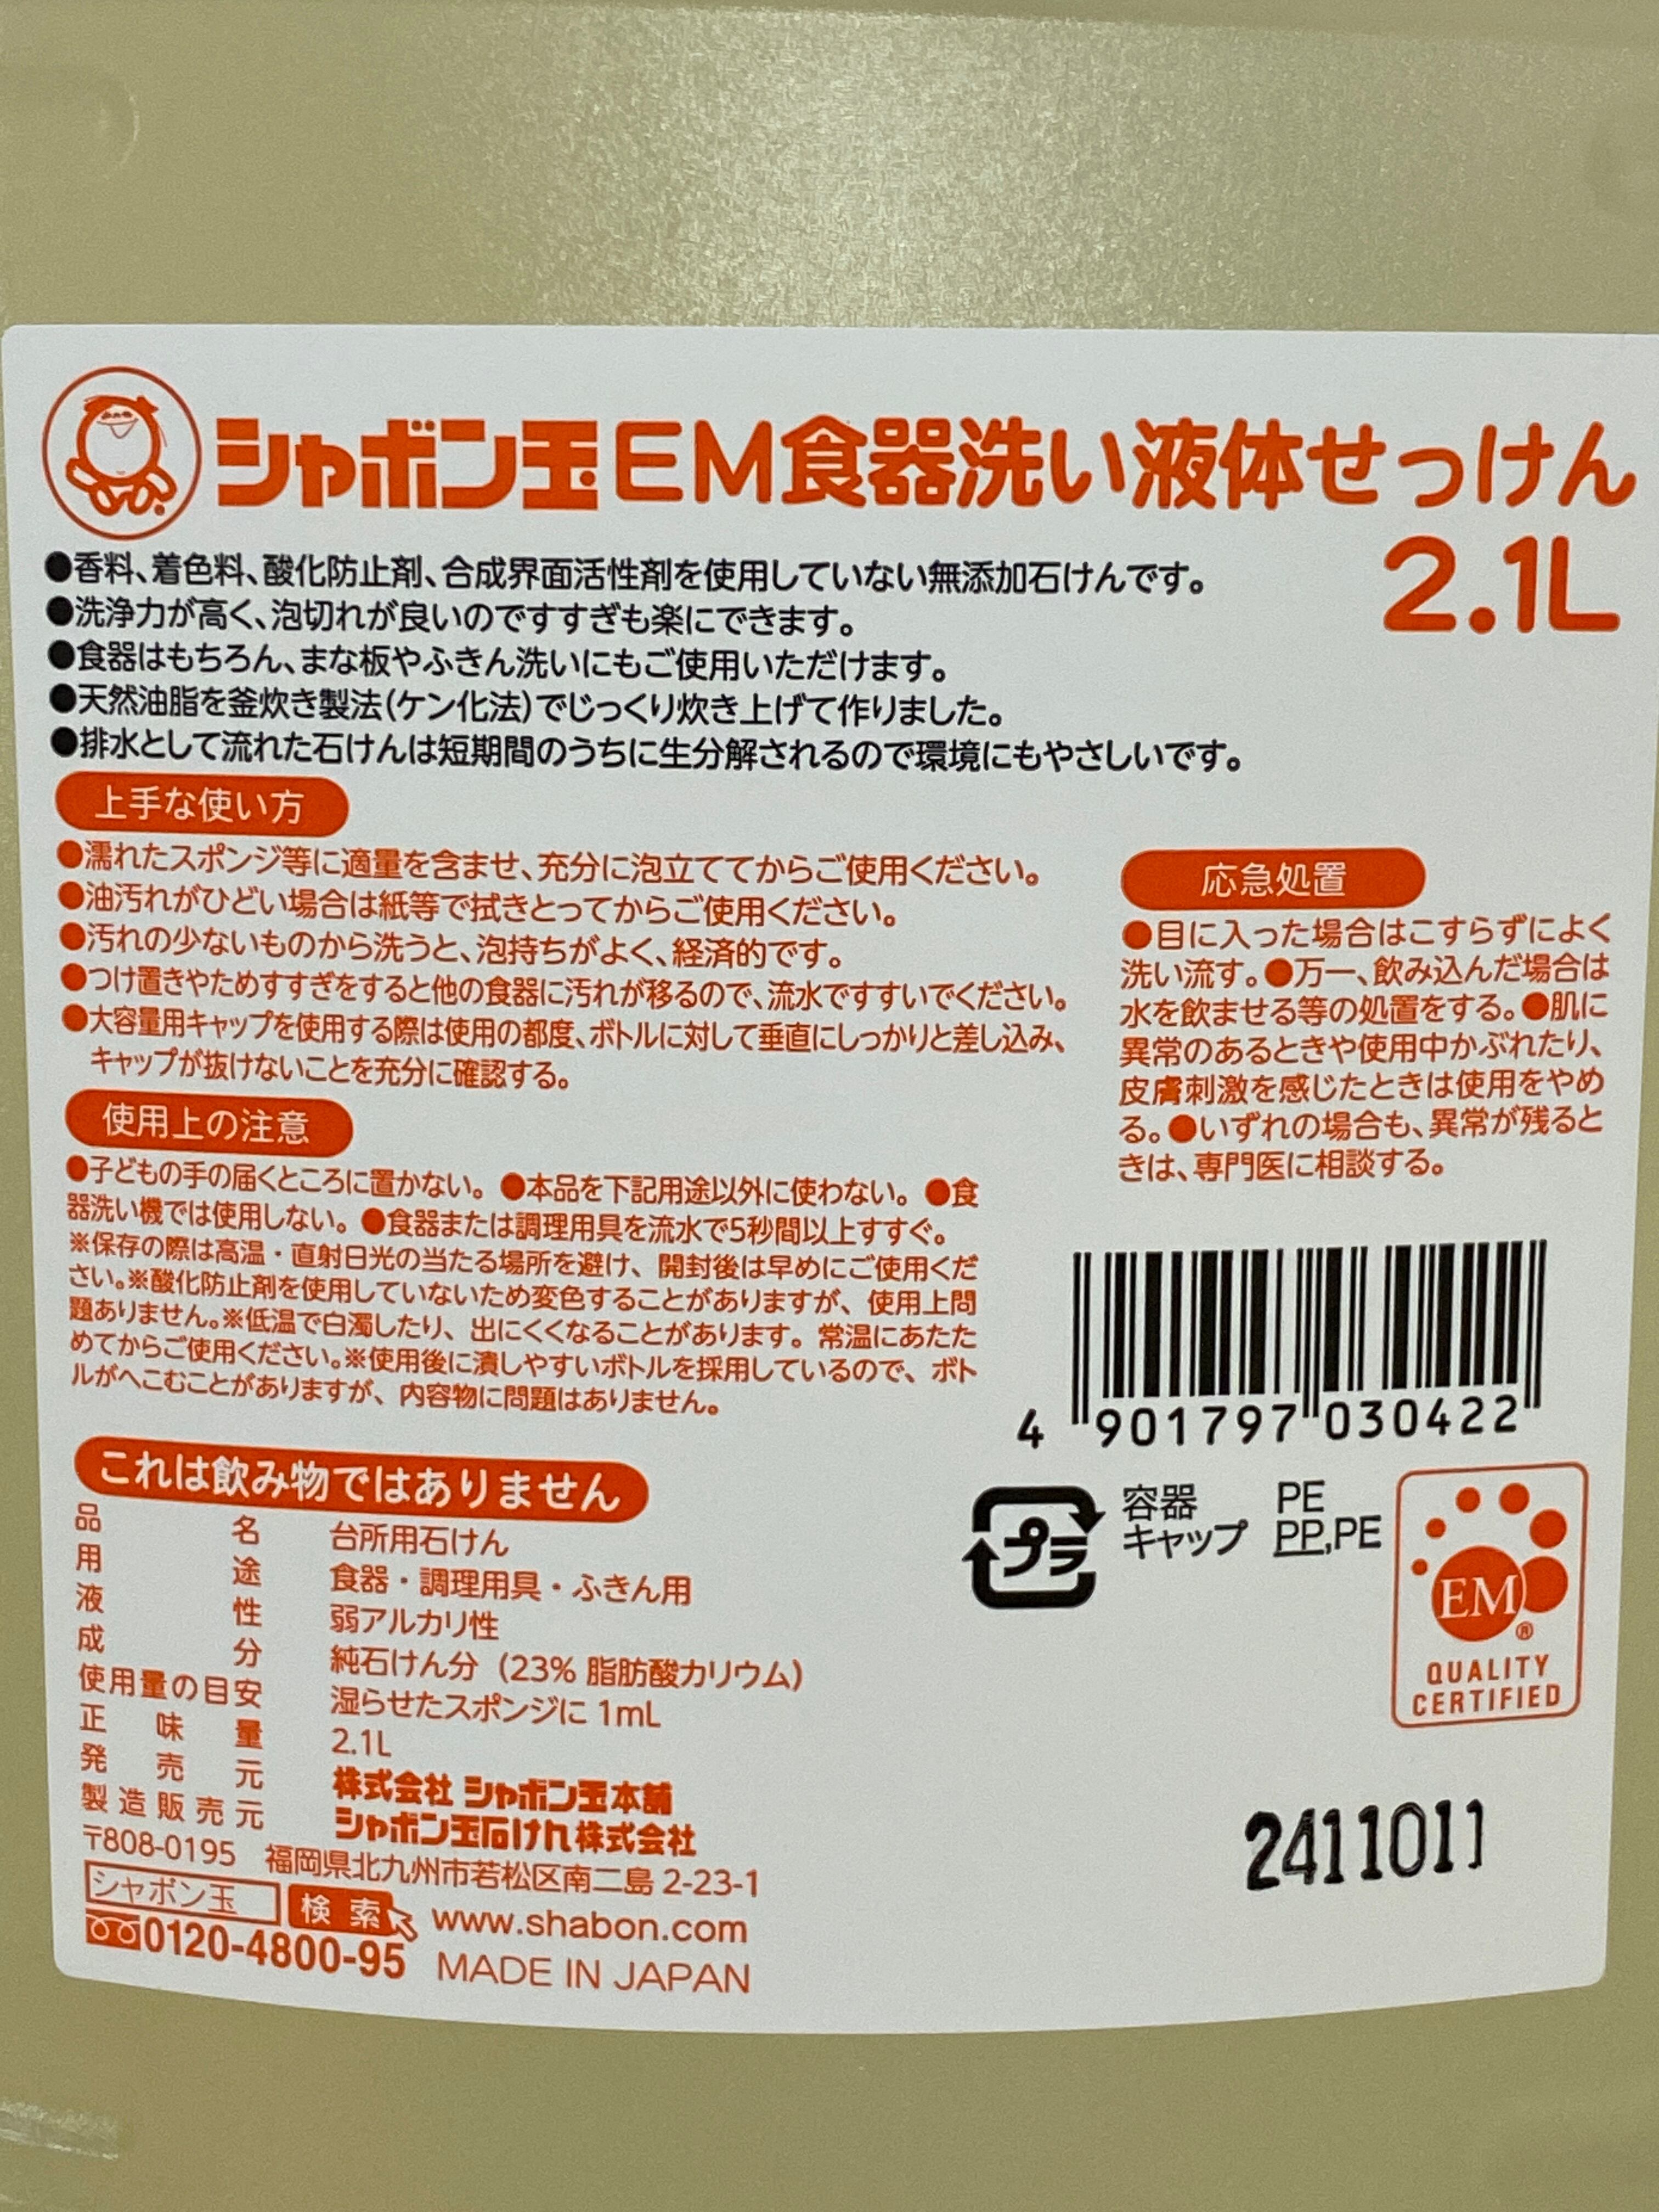 シャボン玉EM食器洗い液体せっけん
2.1L
●香料、着色料、酸化防止剤、合成界面活性剤を使用していない無添加石けんです。
●洗浄力が高く、泡切れが良いのですすぎも楽にできます。
●食器はもちろん、まな板やふきん洗いにもご使用いただけます。
●天然油脂を釜炊き製法(ケン化法)でじっくり炊き上げて作りました。
●排水として流れた石けんは短期間のうちに生分解されるので環境にもやさしいです。
上手な使い方
●濡れたスポンジ等に適量を含ませ、充分に泡立ててからご使用ください。
●油汚れがひどい場合は紙等で拭きとってからご使用ください。
●汚れの少ないものから洗うと、泡持ちがよく、経済的です。
●つけ置きやためすすぎをすると他の食器に汚れが移るので、流水ですすいでください。
●大容量用キャップを使用する際は使用の都度、ボトルに対して垂直にしっかりと差し込み、
キャップが抜けないことを充分に確認する。
使用上の注意
●子どもの手の届くところに置かない。●本品を下記用途以外に使わない。●食
器洗い機では使用しない。●食器または調理用具を流水で5秒間以上すすぐ。
※保存の際は高温・直射日光の当たる場所を避け、開封後は早めにご使用くだ
さい。※酸化防止剤を使用していないため変色することがありますが、使用上問
題ありません。※低温で白濁したり、出にくくなることがあります。常温にあたた
めてからご使用ください。※使用後に潰しやすいボトルを採用しているので、ボト
ルがへこむことがありますが、内容物に問題はありません。
応急処置
●目に入った場合はこすらずによく
洗い流す。●万一、飲み込んだ場合は
水を飲ませる等の処置をする。●肌に
異常のあるときや使用中かぶれたり、
皮膚刺激を感じたときは使用をやめ
る。●いずれの場合も、異常が残ると
きは、専門医に相談する。
4 901797 030422
プラ
容器 PE
キャップ PP,PE
EM®
QUALITY
CERTIFIED
これは飲み物ではありません
品名 台所用石けん
用途 食器・調理用具・ふきん用
液性 弱アルカリ性
成分 純石けん分 (23% 脂肪酸カリウム)
使用量の目安 湿らせたスポンジに 1mL
正味量 2.1L
発売元 株式会社 シャボン玉本舗
製造販売元 シャボン玉石けん株式会社
〒808-0195 福岡県北九州市若松区南二島 2-23-1
シャボン玉 検索 www.shabon.com
0120-4800-95 MADE IN JAPAN
2411011